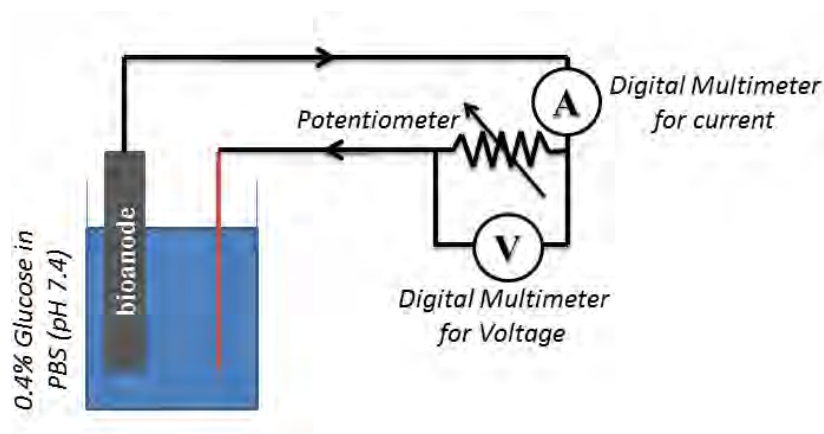 A
Digital Multimeter
for current
Potentiometer
V
Digital Multimeter
for Voltage
bioanode
0.4% Glucose in
PBS (pH 7.4)